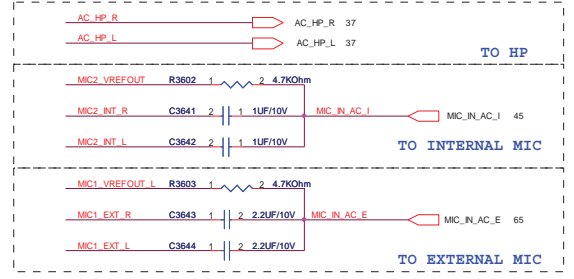 AC_HP_R AC_HP_R 37
AC_HP_L AC_HP_L 37
TO HP
MIC2_VREFOUT R3602 1 2 4.7KOhm
MIC2_INT_R C3641 2 1 1UF/10V MIC_IN_AC_I MIC_IN_AC_I 45
MIC2_INT_L C3642 2 1 1UF/10V
TO INTERNAL MIC
MIC1_VREFOUT_L R3603 1 2 4.7KOhm
MIC1_EXT_R C3643 1 2 2.2UF/10V MIC_IN_AC_E MIC_IN_AC_E 65
MIC1_EXT_L C3644 1 2 2.2UF/10V
TO EXTERNAL MIC